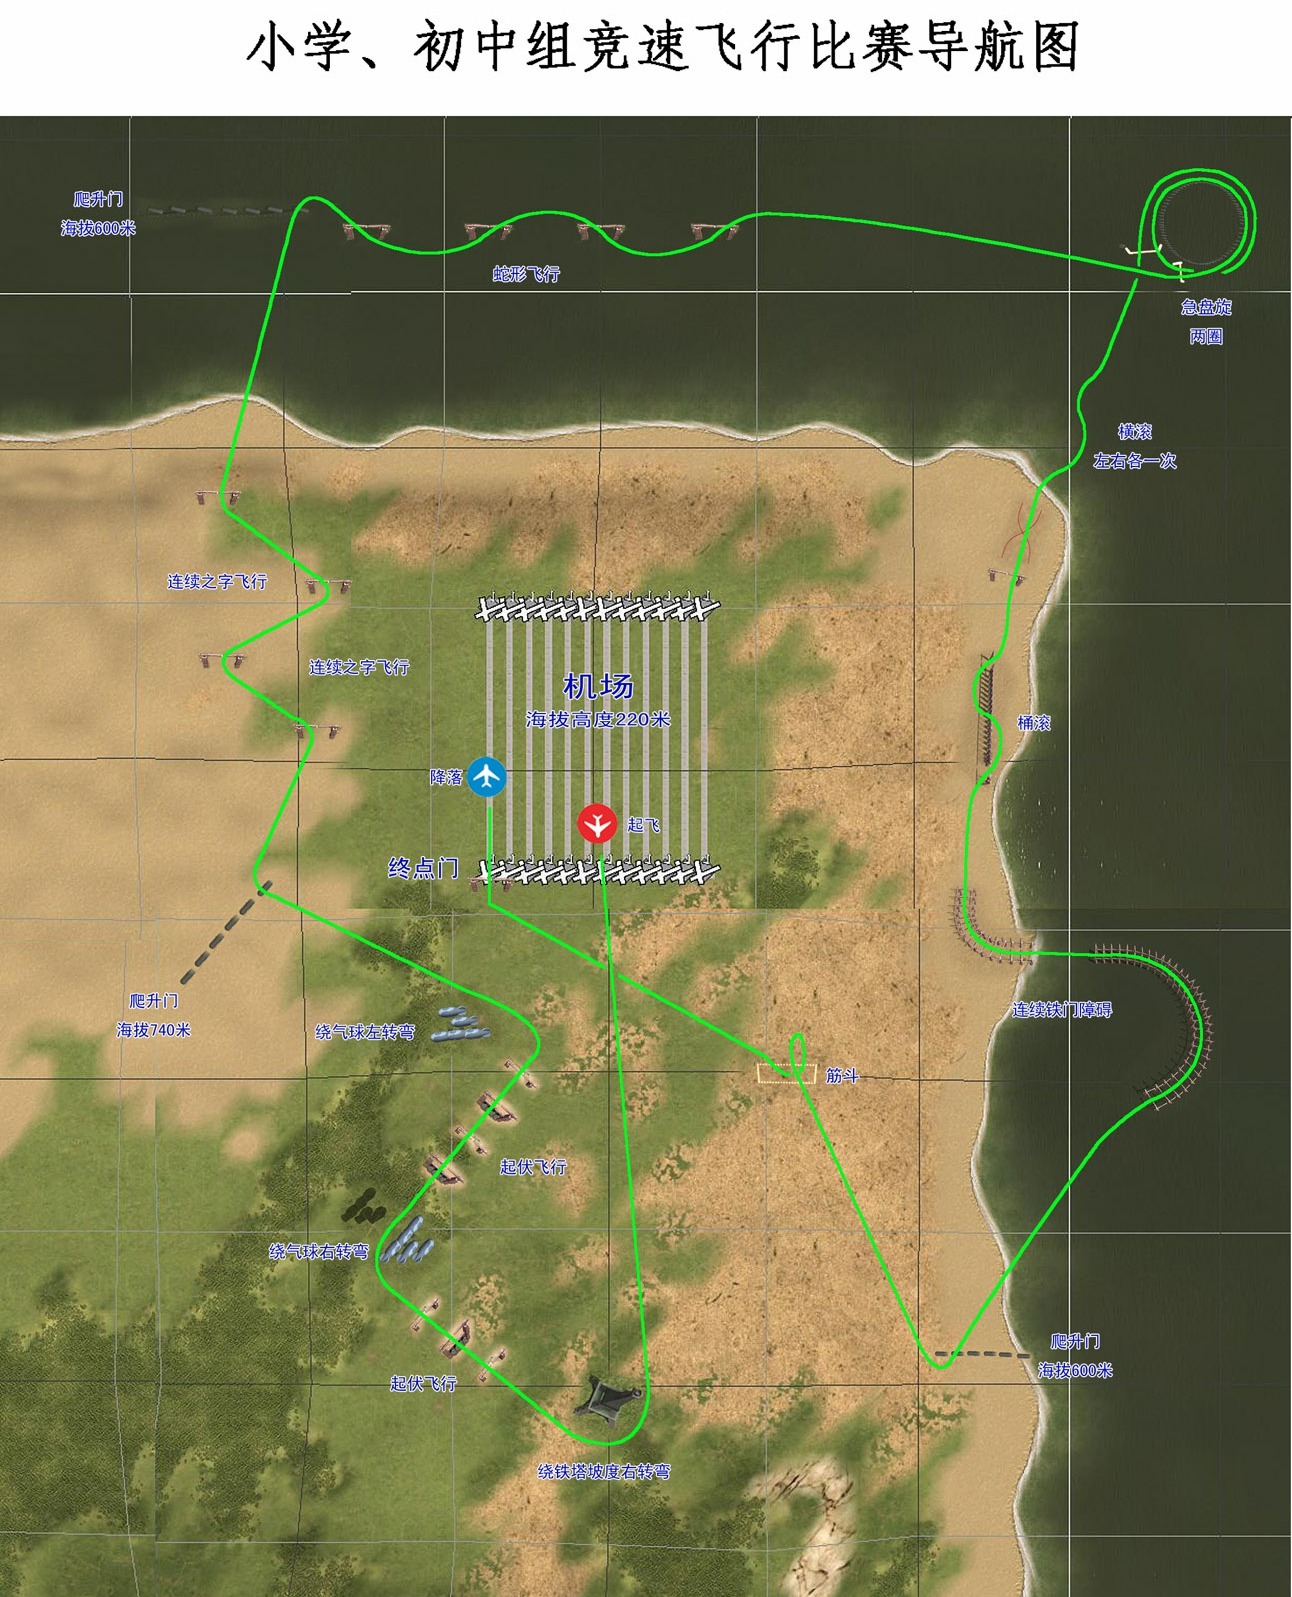 小学、初中组竞速飞行比赛导航图
爬升门
海拔600米
蛇形飞行
急盘旋
两圈
横滚
左右各一次
连续之字飞行
连续之字飞行
机场
海拔高度220米
桶滚
降落
起飞
终点门
爬升门
海拔740米
绕气球左转弯
连续铁门障碍
筋斗
起伏飞行
绕气球右转弯
爬升门
海拔600米
起伏飞行
绕铁塔坡度右转弯